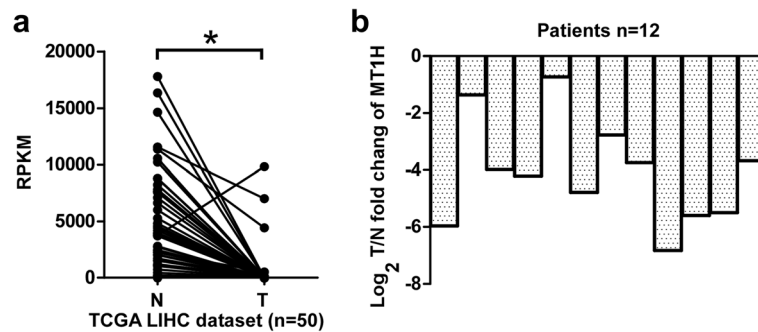 a
*
20000
15000
10000
5000
0
RPKM
N T
TCGA LIHC dataset (n=50)
b
Patients n=12
0
-2
-4
-6
-8
Log2 T/N fold chang of MT1H